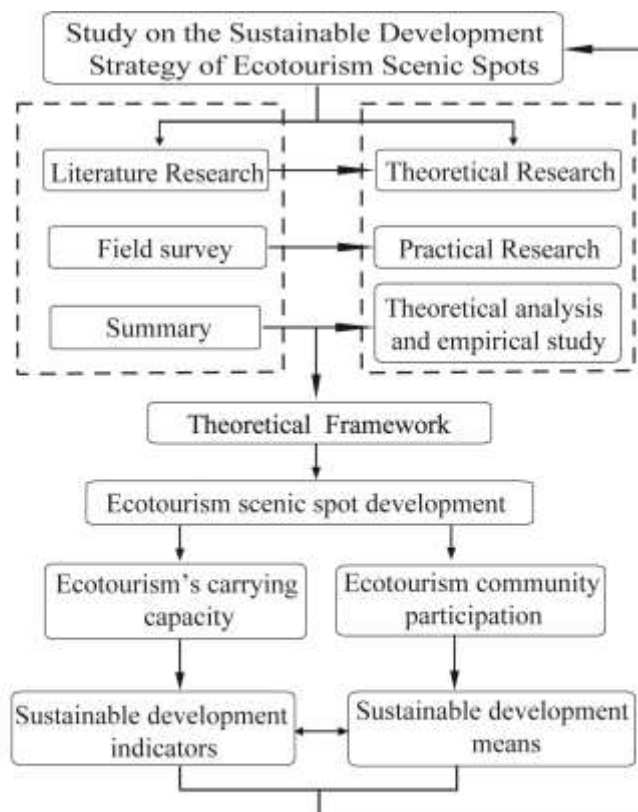 Study on the Sustainable Development
Strategy of Ecotourism Scenic Spots
Literature Research
Theoretical Research
Field survey
Practical Research
Summary
Theoretical analysis
and empirical study
Theoretical Framework
Ecotourism scenic spot development
Ecotourism's carrying
capacity
Ecotourism community
participation
Sustainable development
indicators
Sustainable development
means